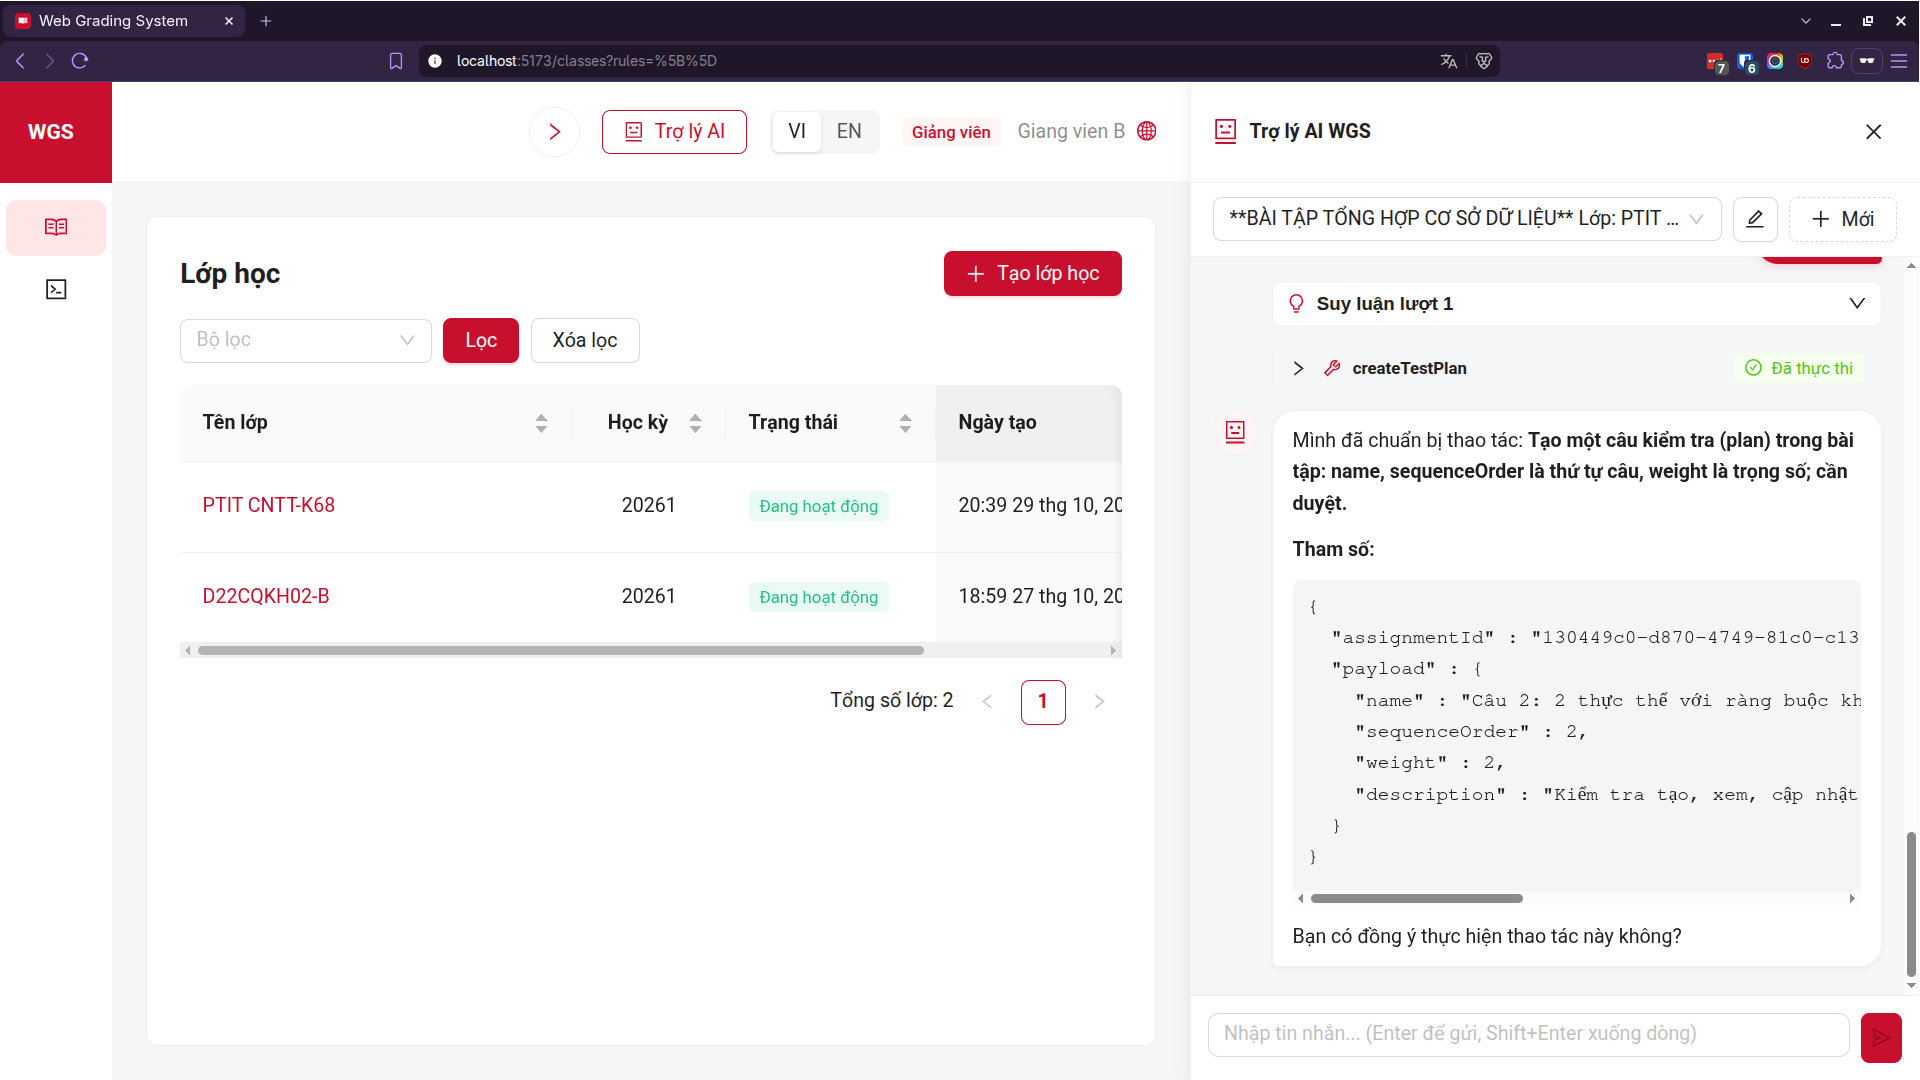 Web Grading System
localhost:5173/classes?rules=%5B%5D
7
6
WGS
Trợ lý AI
VI
EN
Giảng viên
Giang vien B
Lớp học
Tạo lớp học
Bộ lọc
Lọc
Xóa lọc
Tên lớp
Học kỳ
Trạng thái
Ngày tạo
PTIT CNTT-K68
20261
Đang hoạt động
20:39 29 thg 10, 20
D22CQKH02-B
20261
Đang hoạt động
18:59 27 thg 10, 20
Tổng số lớp: 2
1
Trợ lý AI WGS
**BÀI TẬP TỔNG HỢP CƠ SỞ DỮ LIỆU** Lớp: PTIT ...
Mới
Suy luận lượt 1
createTestPlan
Đã thực thi
Mình đã chuẩn bị thao tác: Tạo một câu kiểm tra (plan) trong bài
tập: name, sequenceOrder là thứ tự câu, weight là trọng số; cần
duyệt.
Tham số:
{
"assignmentId" : "130449c0-d870-4749-81c0-c13
"payload" : {
"name" : "Câu 2: 2 thực thể với ràng buộc kh
"sequenceOrder" : 2,
"weight" : 2,
"description" : "Kiểm tra tạo, xem, cập nhật
}
}
Bạn có đồng ý thực hiện thao tác này không?
Nhập tin nhắn... (Enter để gửi, Shift+Enter xuống dòng)